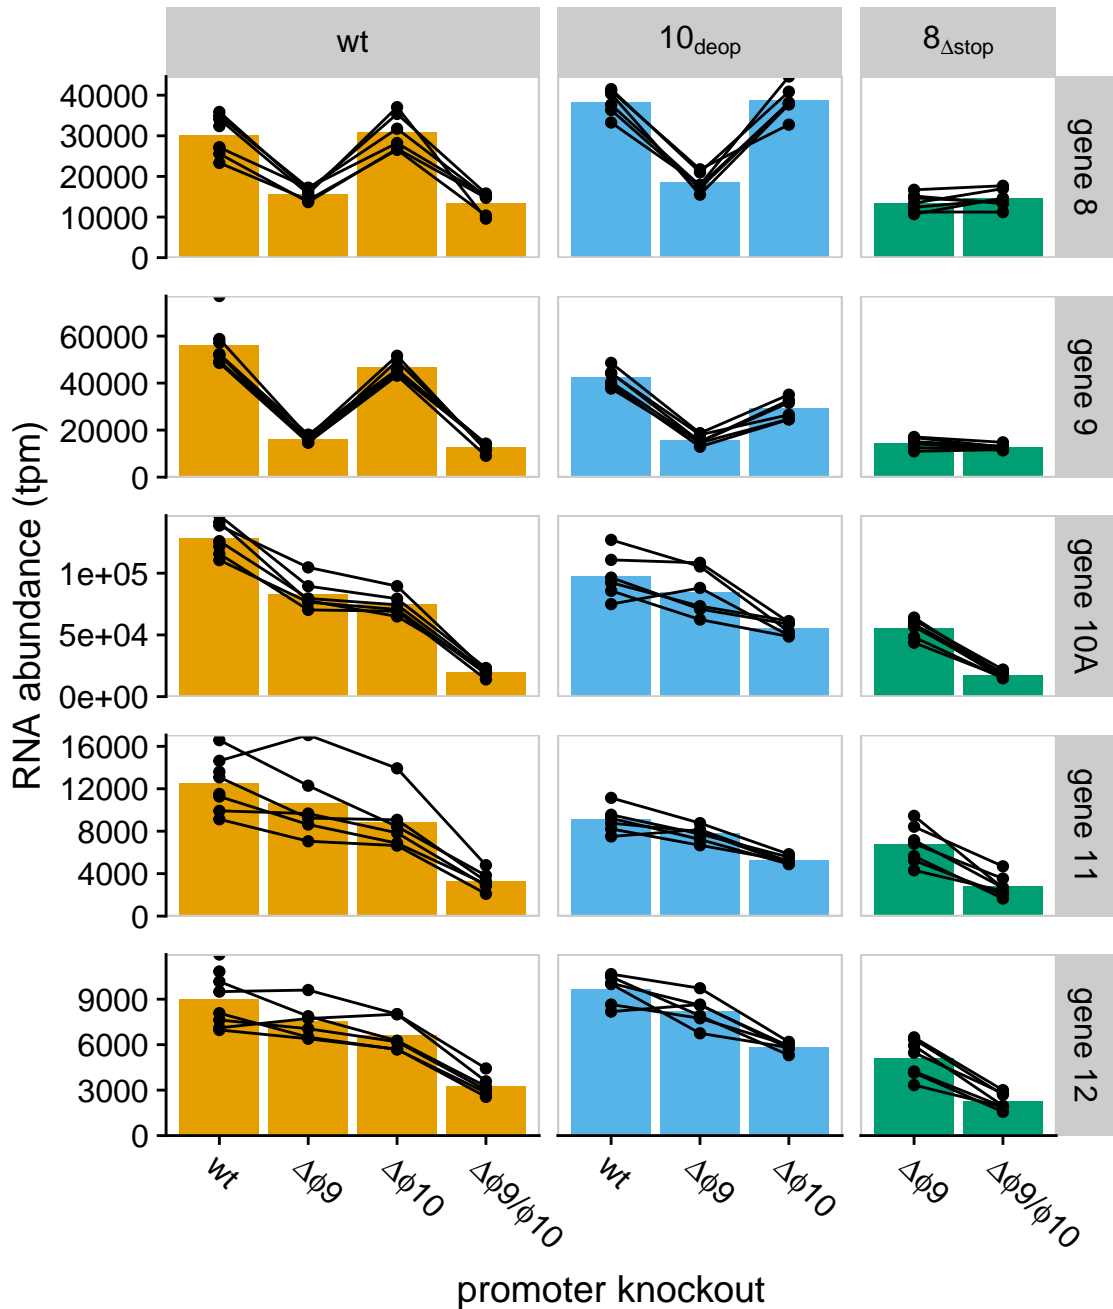 wt
10deop
8Δstop
RNA abundance (tpm)
40000
30000
20000
10000
0
gene 8
60000
40000
20000
0
gene 9
1e+05
5e+04
0e+00
gene 10A
16000
12000
8000
4000
0
gene 11
9000
6000
3000
0
gene 12
wt
Δϕ9
Δϕ10
Δϕ9/ϕ10
wt
Δϕ9
Δϕ10
Δϕ9
Δϕ9/ϕ10
promoter knockout